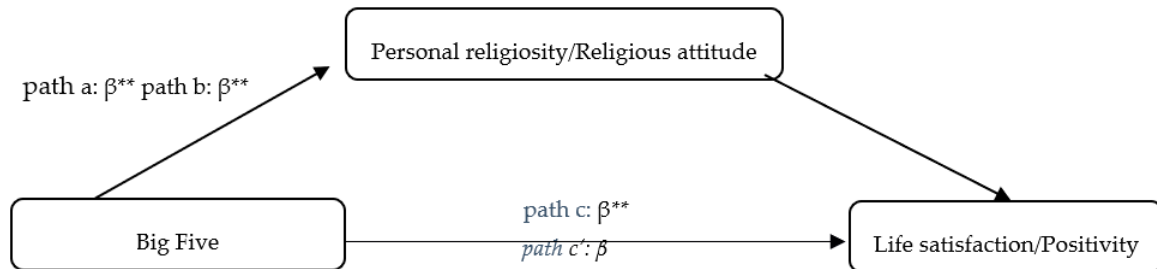 Personal religiosity/Religious attitude
path a: β** path b: β**
path c: β**
Big Five
path c′: β
Life satisfaction/Positivity